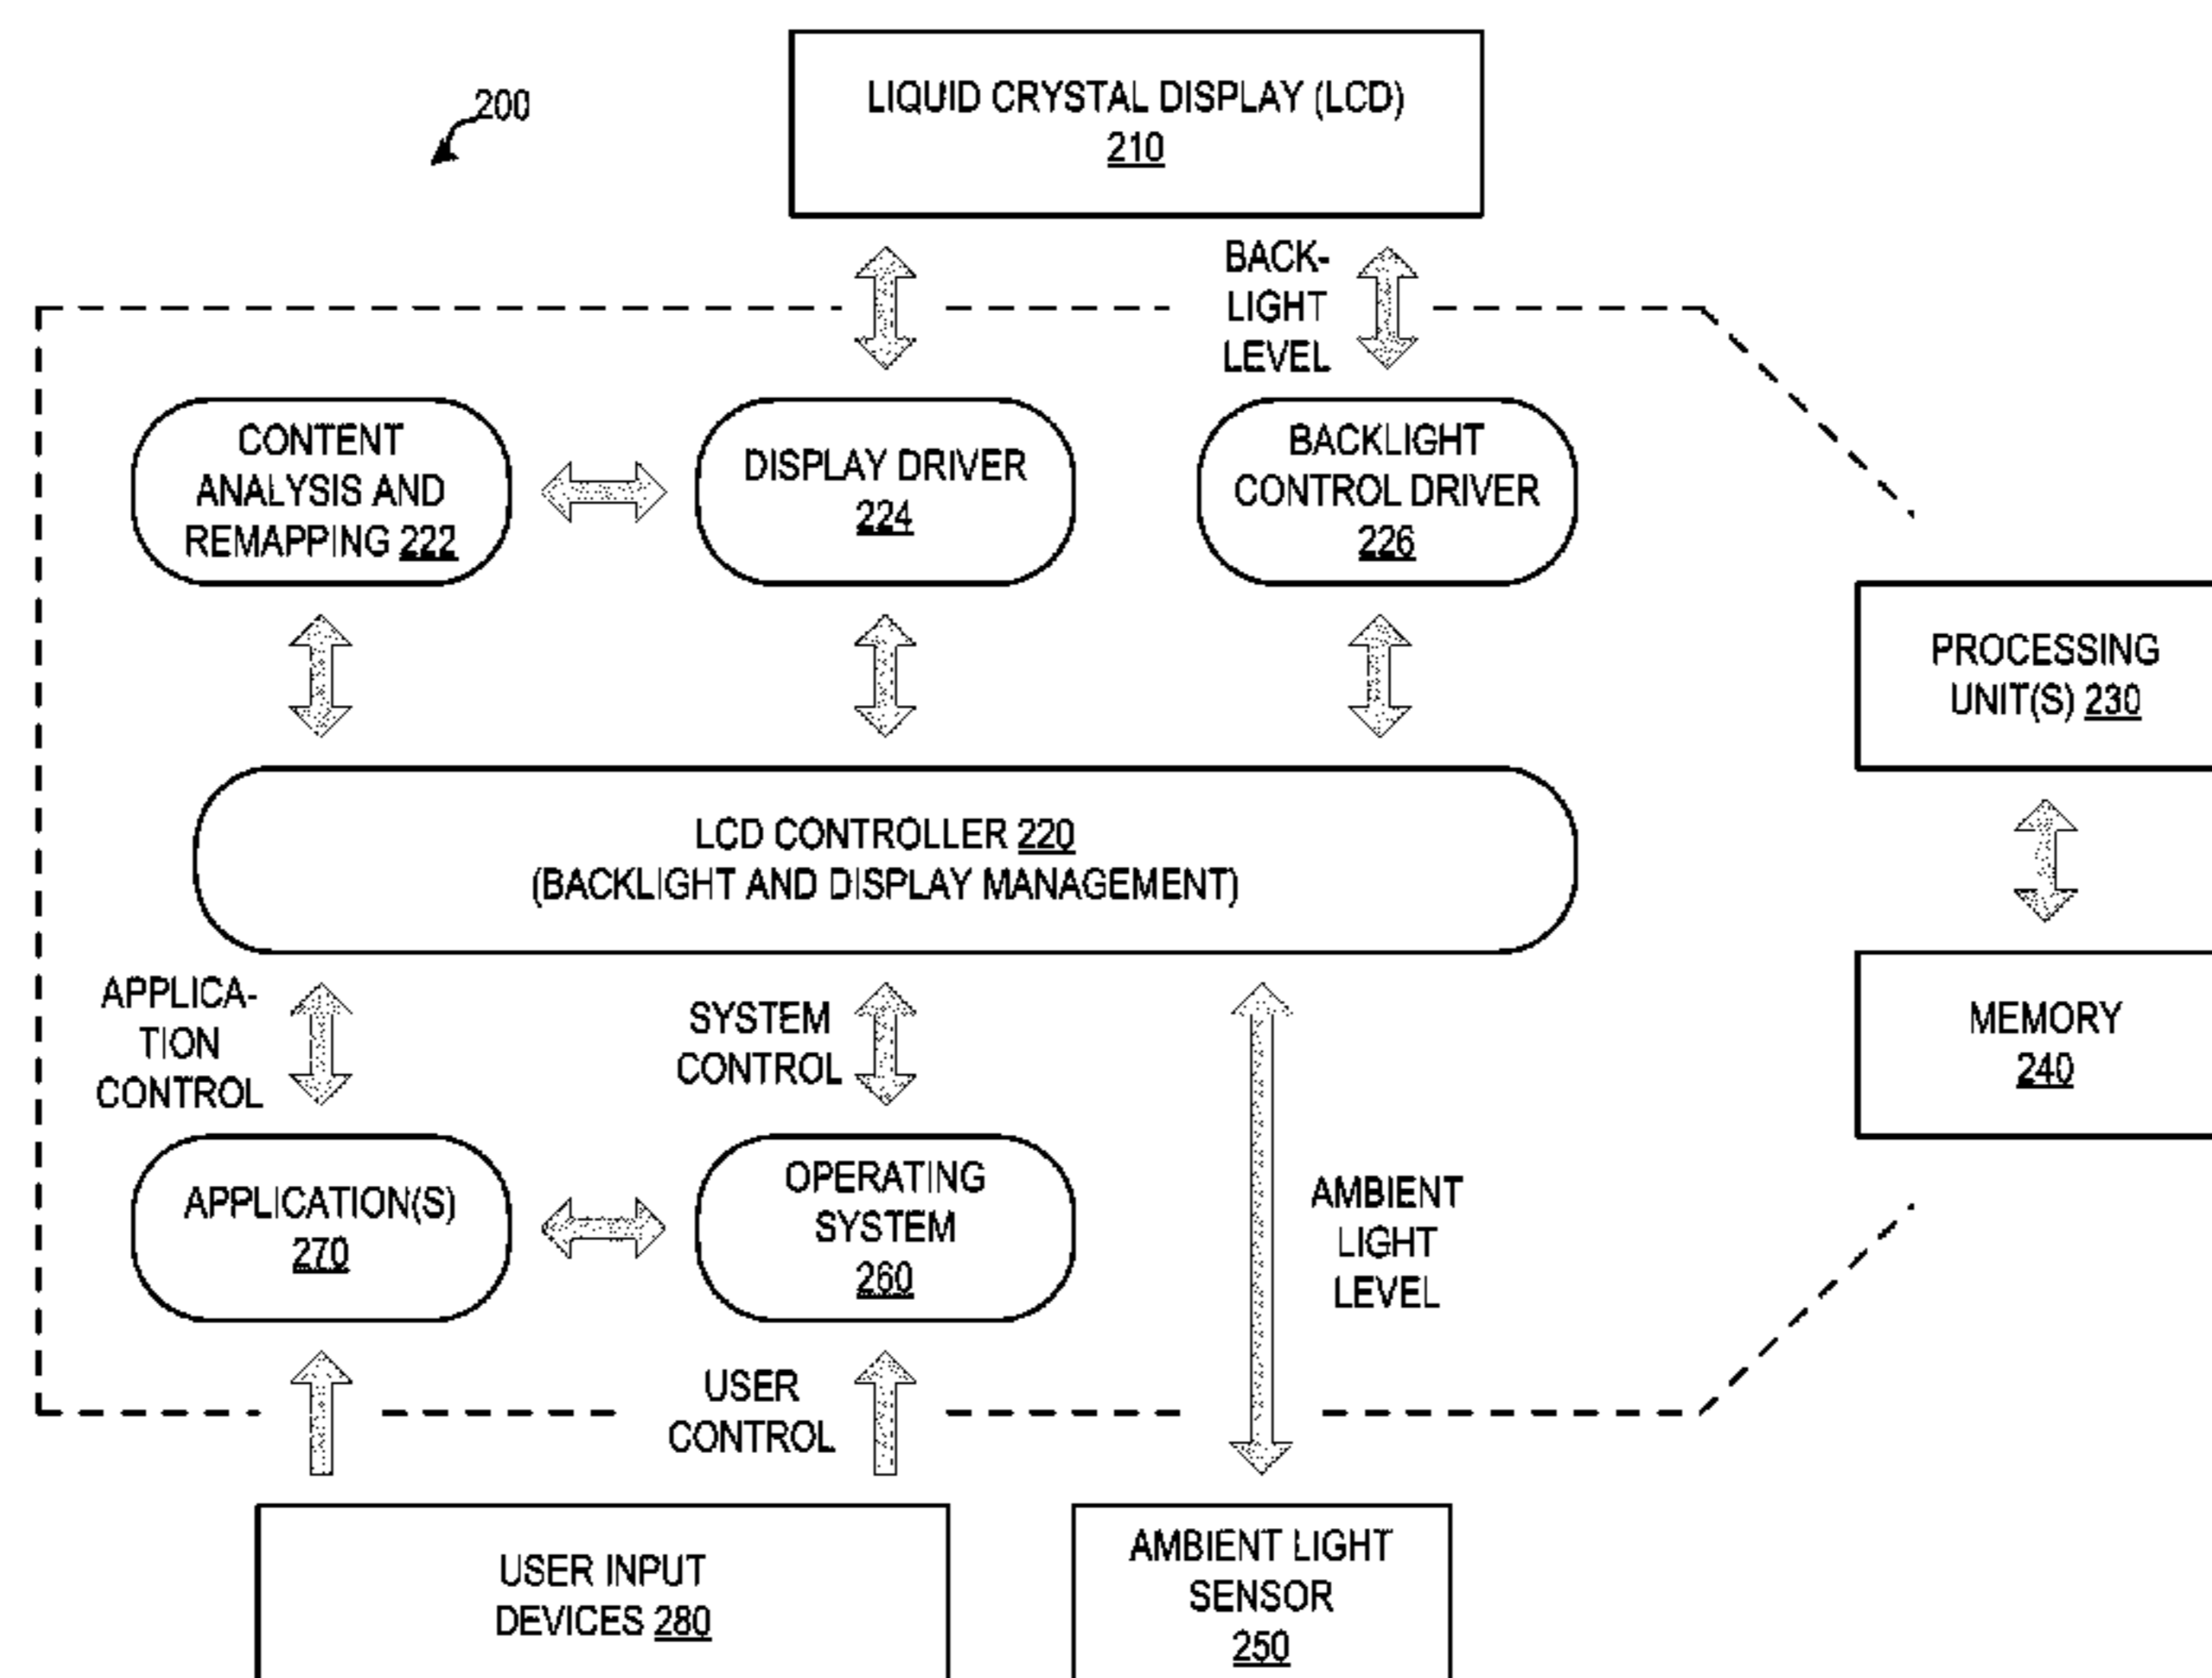 200
LIQUID CRYSTAL DISPLAY (LCD)
210
BACK-
LIGHT
LEVEL
CONTENT
ANALYSIS AND
REMAPPING 222
DISPLAY DRIVER
224
BACKLIGHT
CONTROL DRIVER
226
PROCESSING
UNIT(S) 230
LCD CONTROLLER 220
(BACKLIGHT AND DISPLAY MANAGEMENT)
MEMORY
240
APPLICA-
TION
CONTROL
SYSTEM
CONTROL
APPLICATION(S)
270
OPERATING
SYSTEM
260
AMBIENT
LIGHT
LEVEL
USER
CONTROL
USER INPUT
DEVICES 280
AMBIENT LIGHT
SENSOR
250